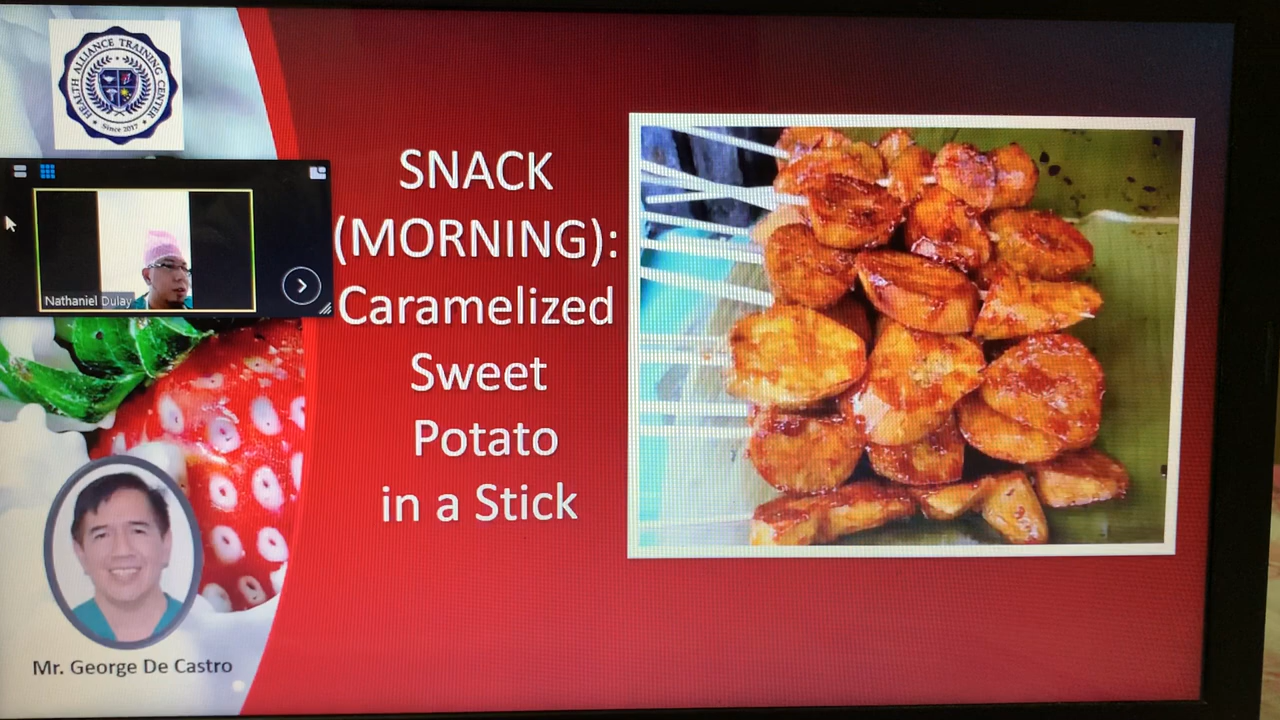 HEALTH ALLIANCE TRAINING CENTER
Since 2017
Nathaniel Dulay
SNACK
(MORNING):
Caramelized
Sweet
Potato
in a Stick
Mr. George De Castro